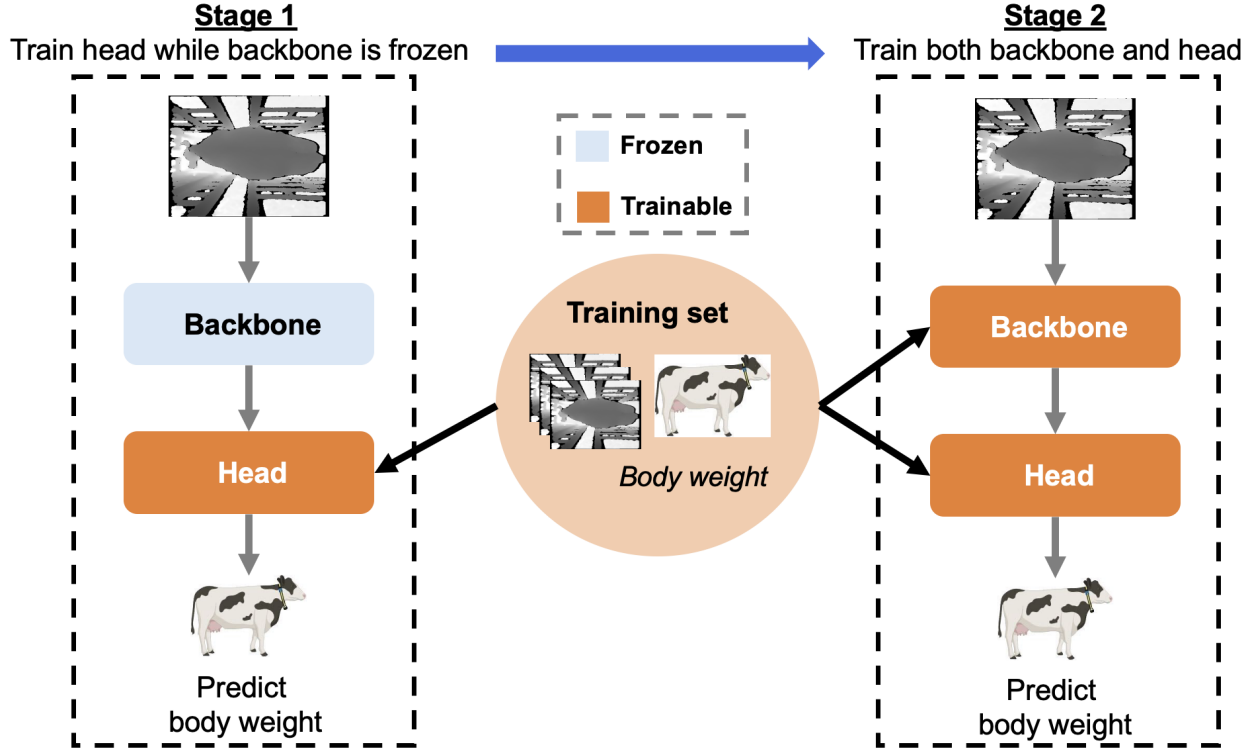 Stage 1
Train head while backbone is frozen
Stage 2
Train both backbone and head
Frozen
Trainable
Backbone
Head
Predict
body weight
Training set
Body weight
Backbone
Head
Predict
body weight